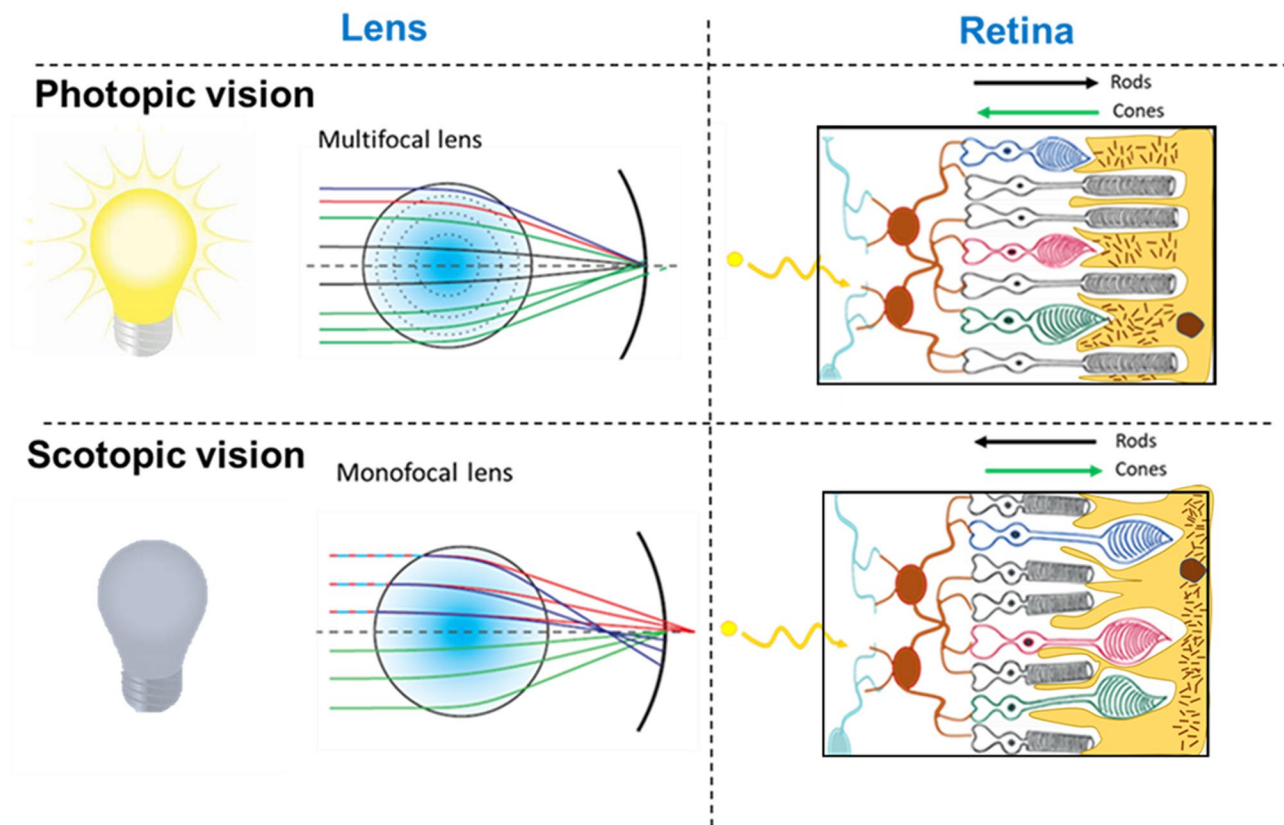 Lens
Retina
Photopic vision
Rods
Cones
Multifocal lens
Scotopic vision
Rods
Cones
Monofocal lens